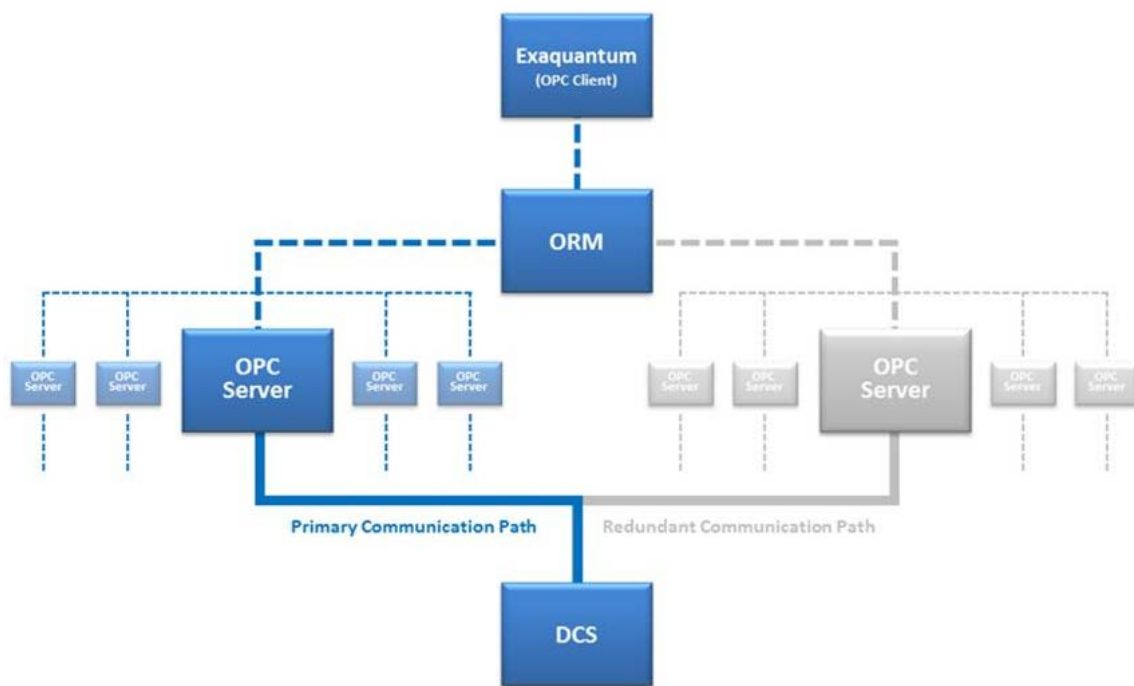 Exaquantum
(OPC Client)
ORM
OPC
Server
OPC
Server
OPC
Server
OPC
Server
OPC
Server
OPC
Server
OPC
Server
OPC
Server
OPC
Server
OPC
Server
Primary Communication Path
Redundant Communication Path
DCS